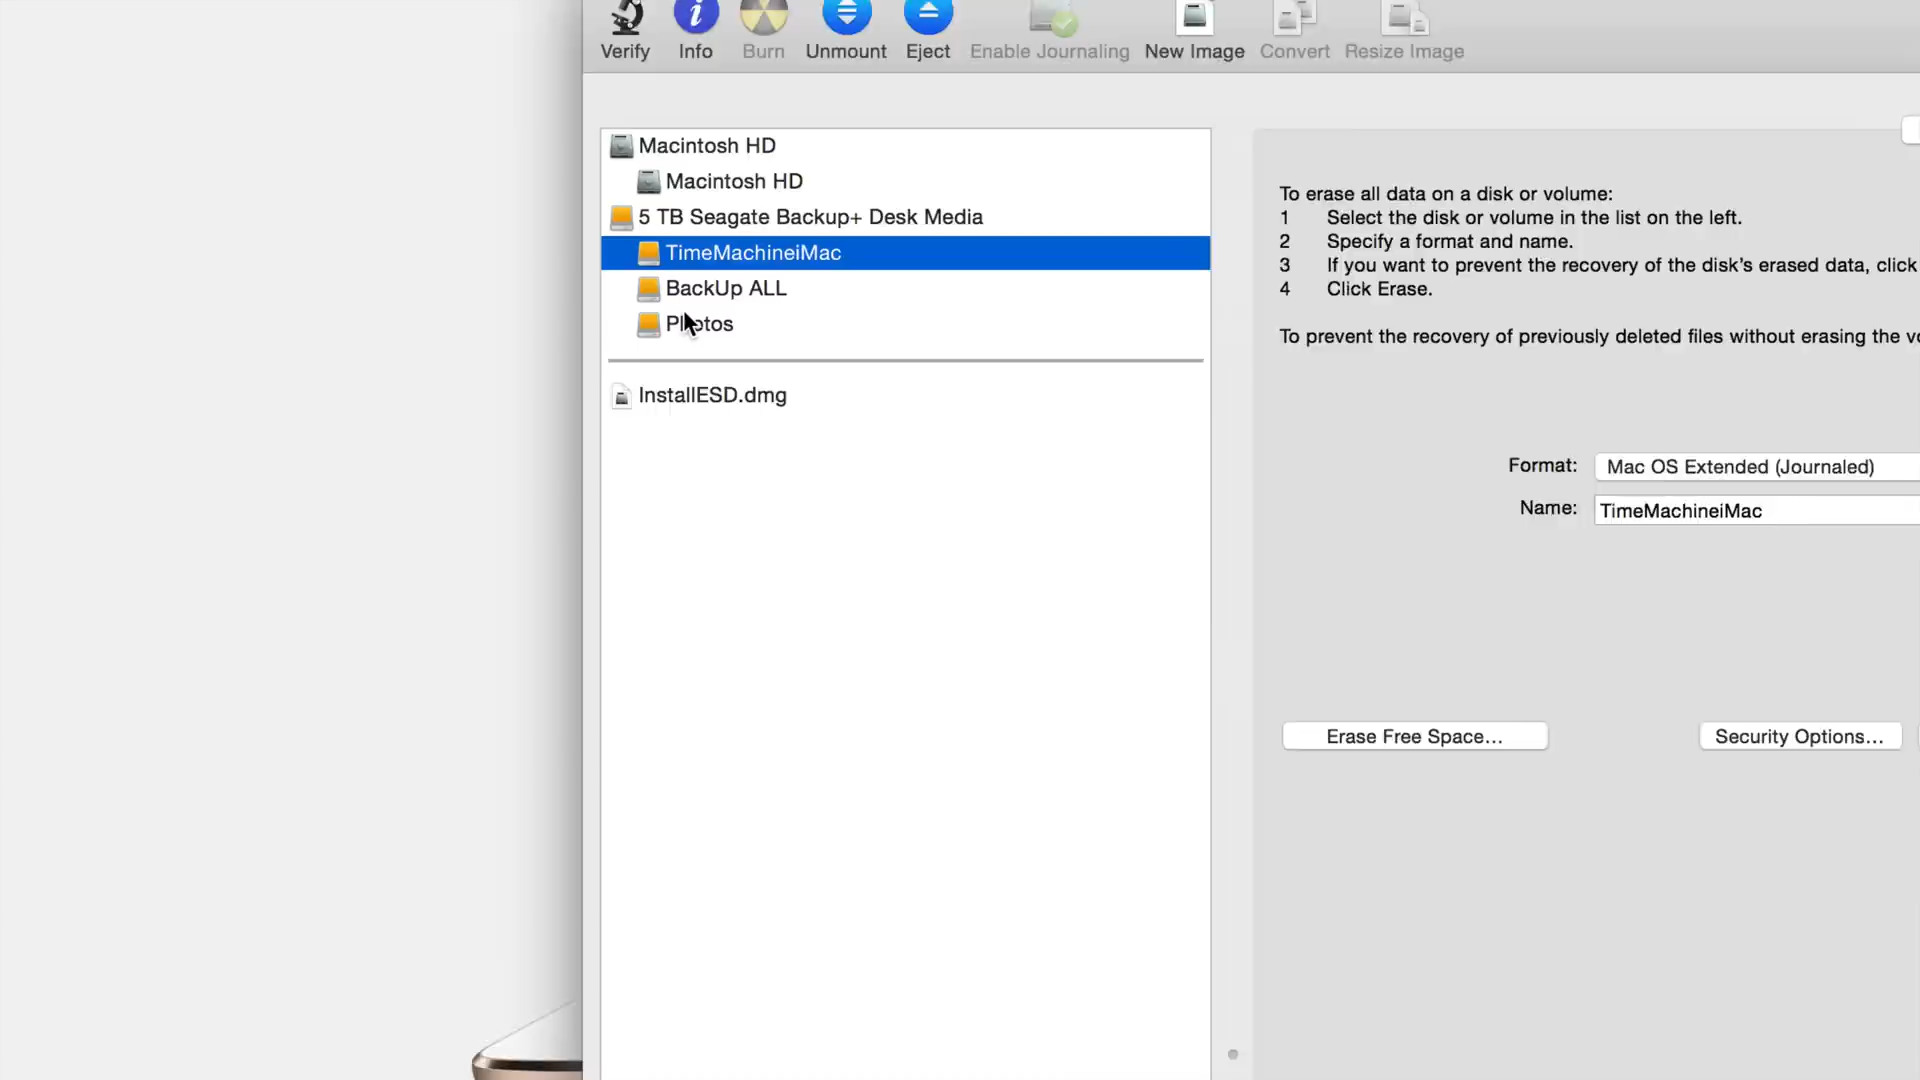 Verify Info Burn Unmount Eject Enable Journaling New Image Convert Resize Image
Macintosh HD
Macintosh HD
5 TB Seagate Backup+ Desk Media
TimeMachineiMac
BackUp ALL
Photos
InstallESD.dmg
To erase all data on a disk or volume:
1 Select the disk or volume in the list on the left.
2 Specify a format and name.
3 If you want to prevent the recovery of the disk's erased data, click
4 Click Erase.
To prevent the recovery of previously deleted files without erasing the
Format: Mac OS Extended (Journaled)
Name: TimeMachineiMac
Erase Free Space... Security Options...